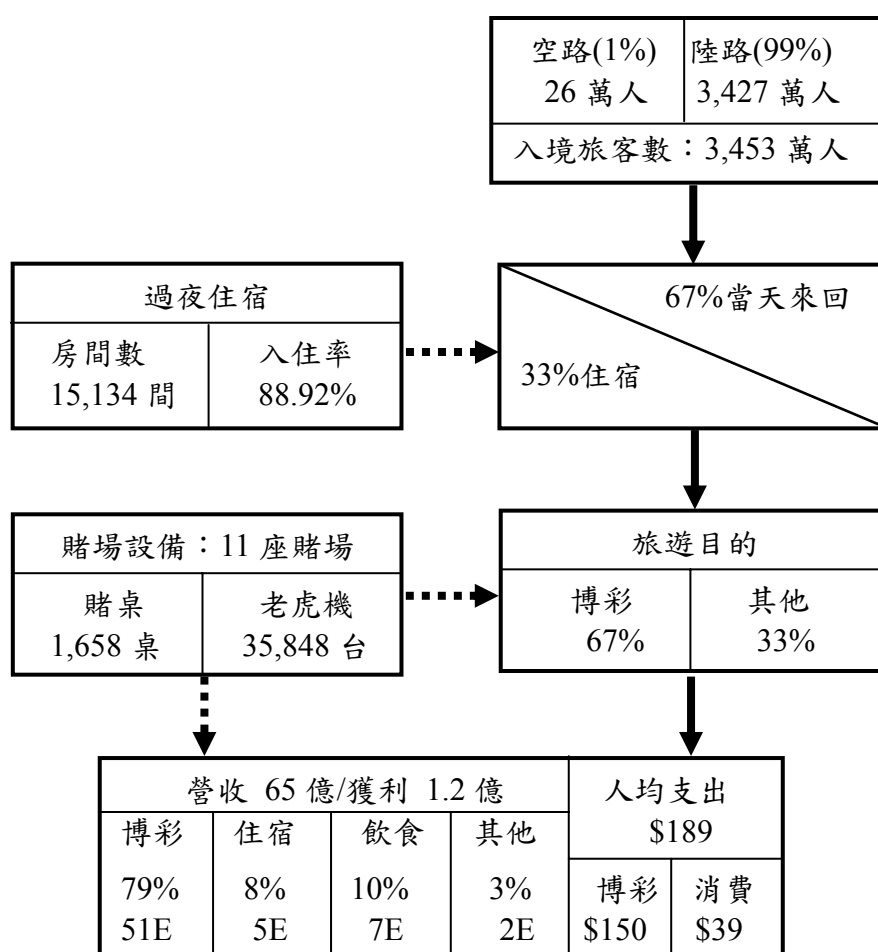 空路(1%) 陸路(99%)
26 萬人 3,427 萬人
入境旅客數：3,453 萬人
過夜住宿
房間數 入住率
15,134 間 88.92%
67%當天來回
33%住宿
賭場設備：11 座賭場
賭桌 老虎機
1,658 桌 35,848 台
旅遊目的
博彩 其他
67% 33%
營收 65 億/獲利 1.2 億
博彩 住宿 飲食 其他
79% 8% 10% 3%
51E 5E 7E 2E
人均支出
$189
博彩 消費
$150 $39